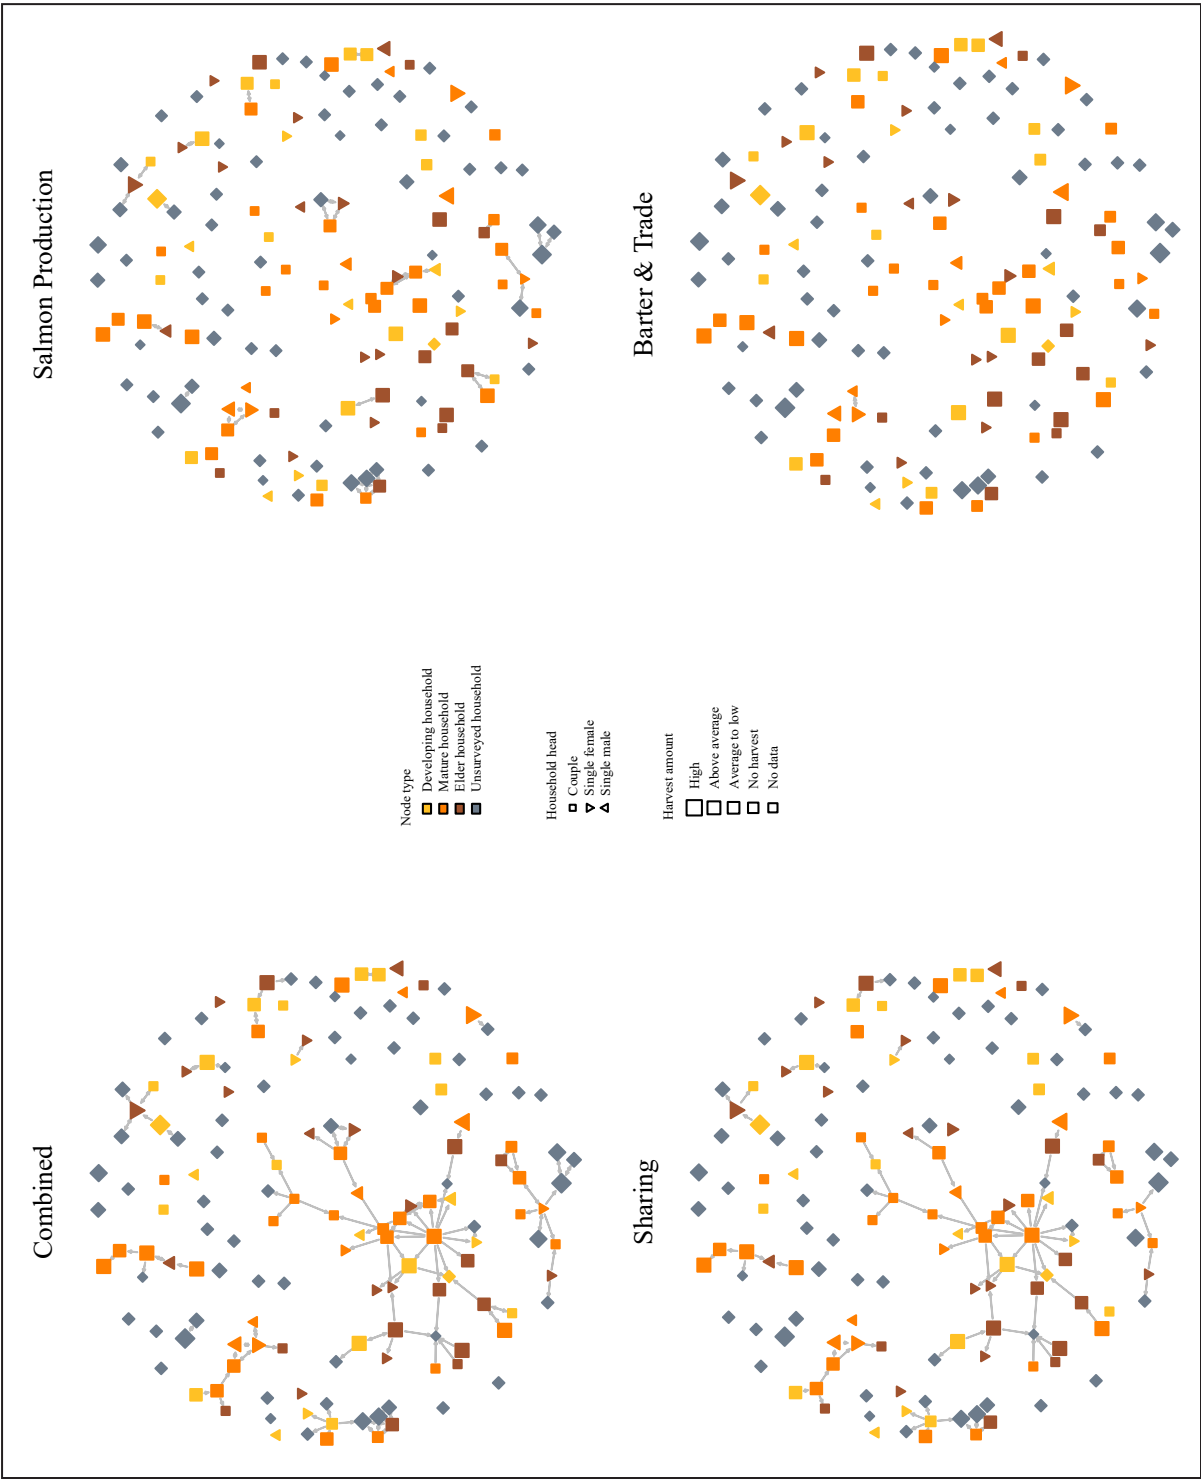 Combined
Salmon Production
Node type
Developing household
Mature household
Elder household
Unsurveyed household
Household head
Couple
Single female
Single male
Harvest amount
High
Above average
Average to low
No harvest
No data
Sharing
Barter & Trade